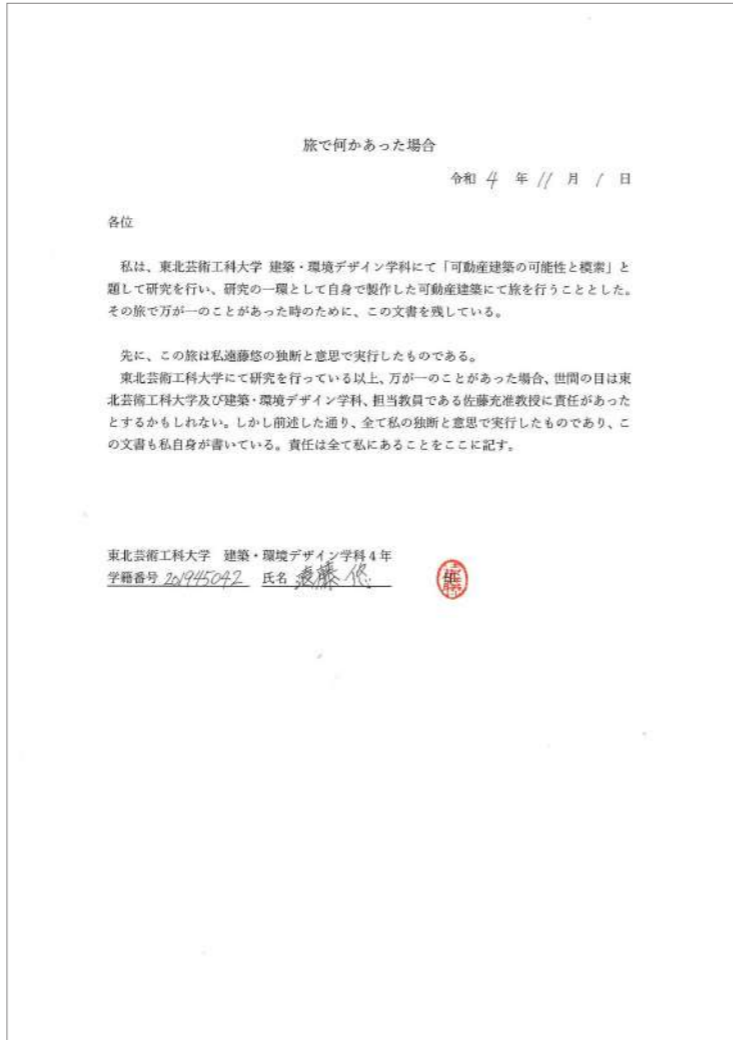 旅で何かあった場合
令和 4 年 11 月 1 日
各位
私は、東北芸術工科大学 建築・環境デザイン学科にて「可動産建築の可能性と模索」と
題して研究を行い、研究の一環として自身で製作した可動産建築にて旅を行うこととした。
その旅で万が一のことがあった時のために、この文書を残している。
先に、この旅は私遠藤悠の独断と意思で実行したものである。
東北芸術工科大学にて研究を行っている以上、万が一のことがあった場合、世間の目は東
北芸術工科大学及び建築・環境デザイン学科、担当教員である佐藤充准教授に責任があった
とするかもしれない。しかし前述した通り、全て私の独断と意思で実行したものであり、こ
の文書も私自身が書いている。責任は全て私にあることをここに記す。
東北芸術工科大学 建築・環境デザイン学科4年
学籍番号 201945042 氏名 遠藤 悠